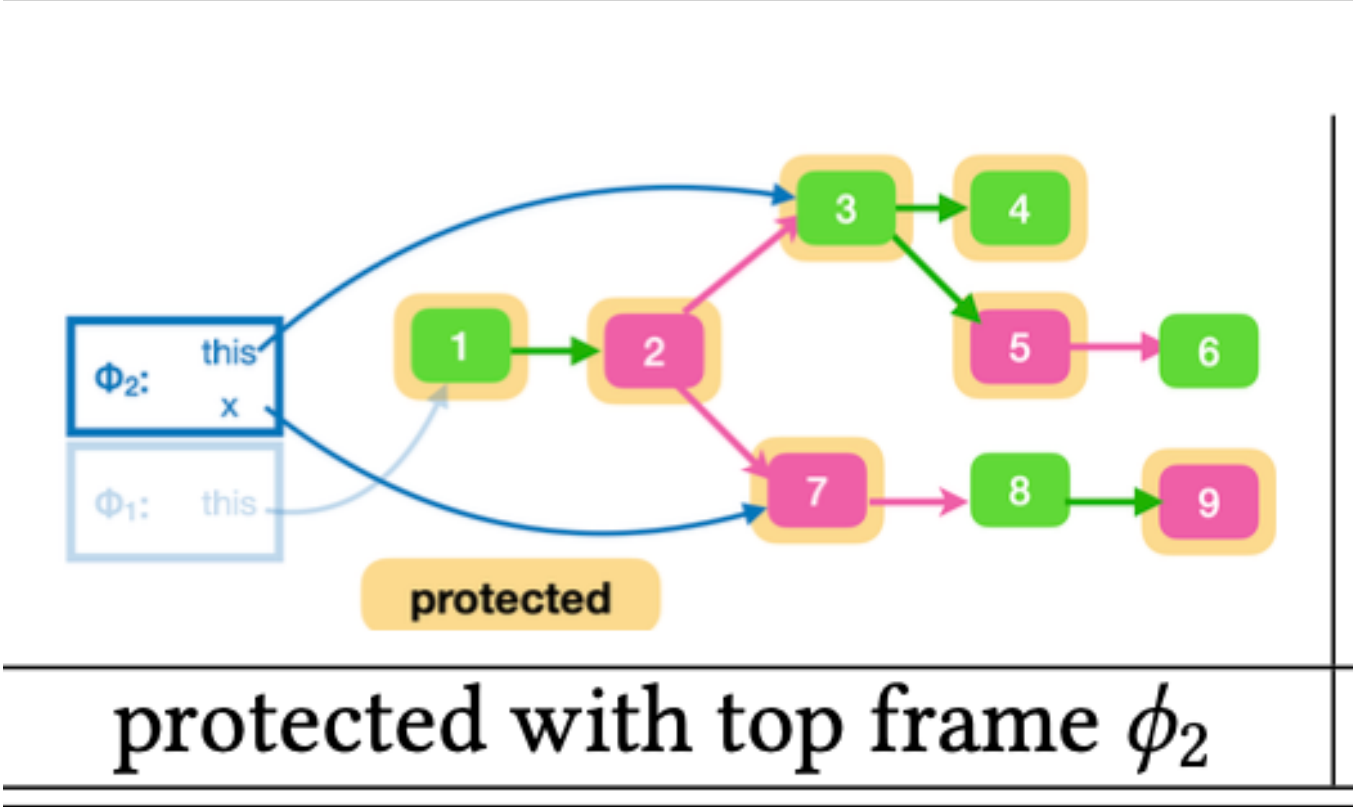 3 4
1 2 5 6
Φ₂: this
x
7 8 9
Φ₁: this
protected
protected with top frame ϕ₂